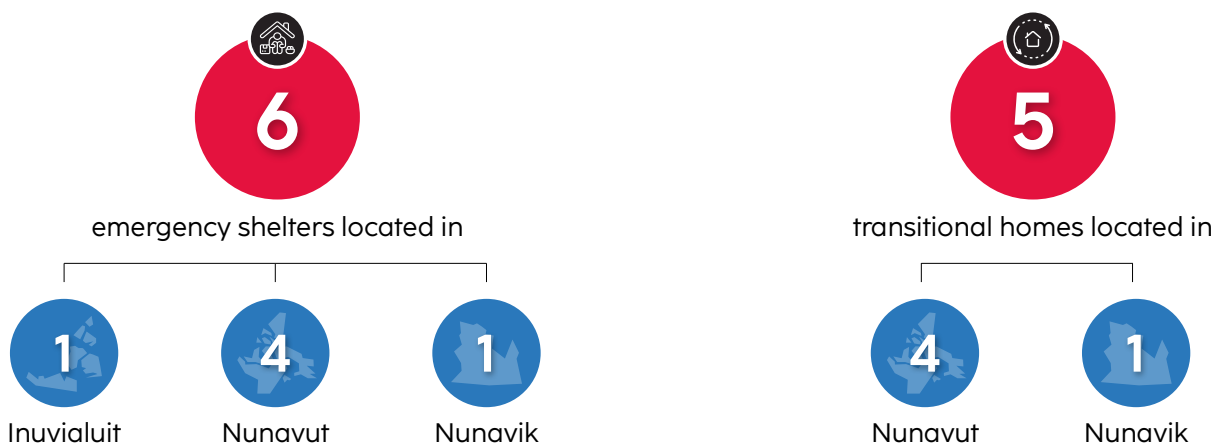 6
emergency shelters located in
1
4
1
Inuvialuit
Nunavut
Nunavik
5
transitional homes located in
4
1
Nunavut
Nunavik